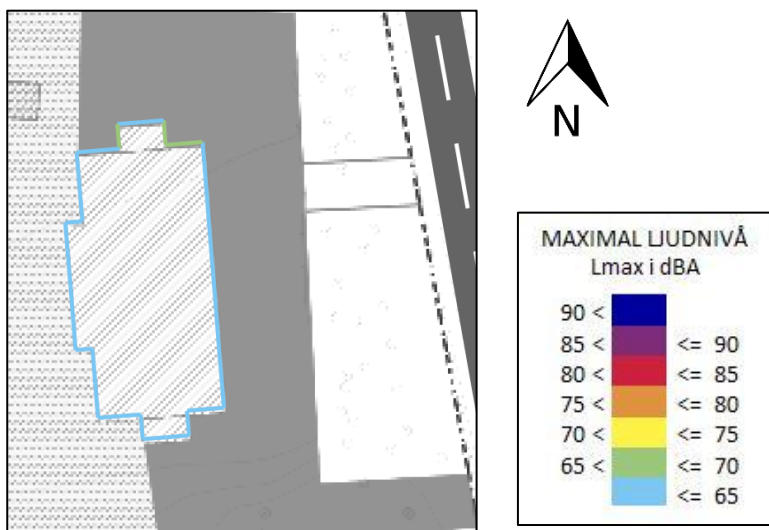 N
MAXIMAL LJUDNIVÅ
Lmax i dBA
90 <
85 < <= 90
80 < <= 85
75 < <= 80
70 < <= 75
65 < <= 70
<= 65